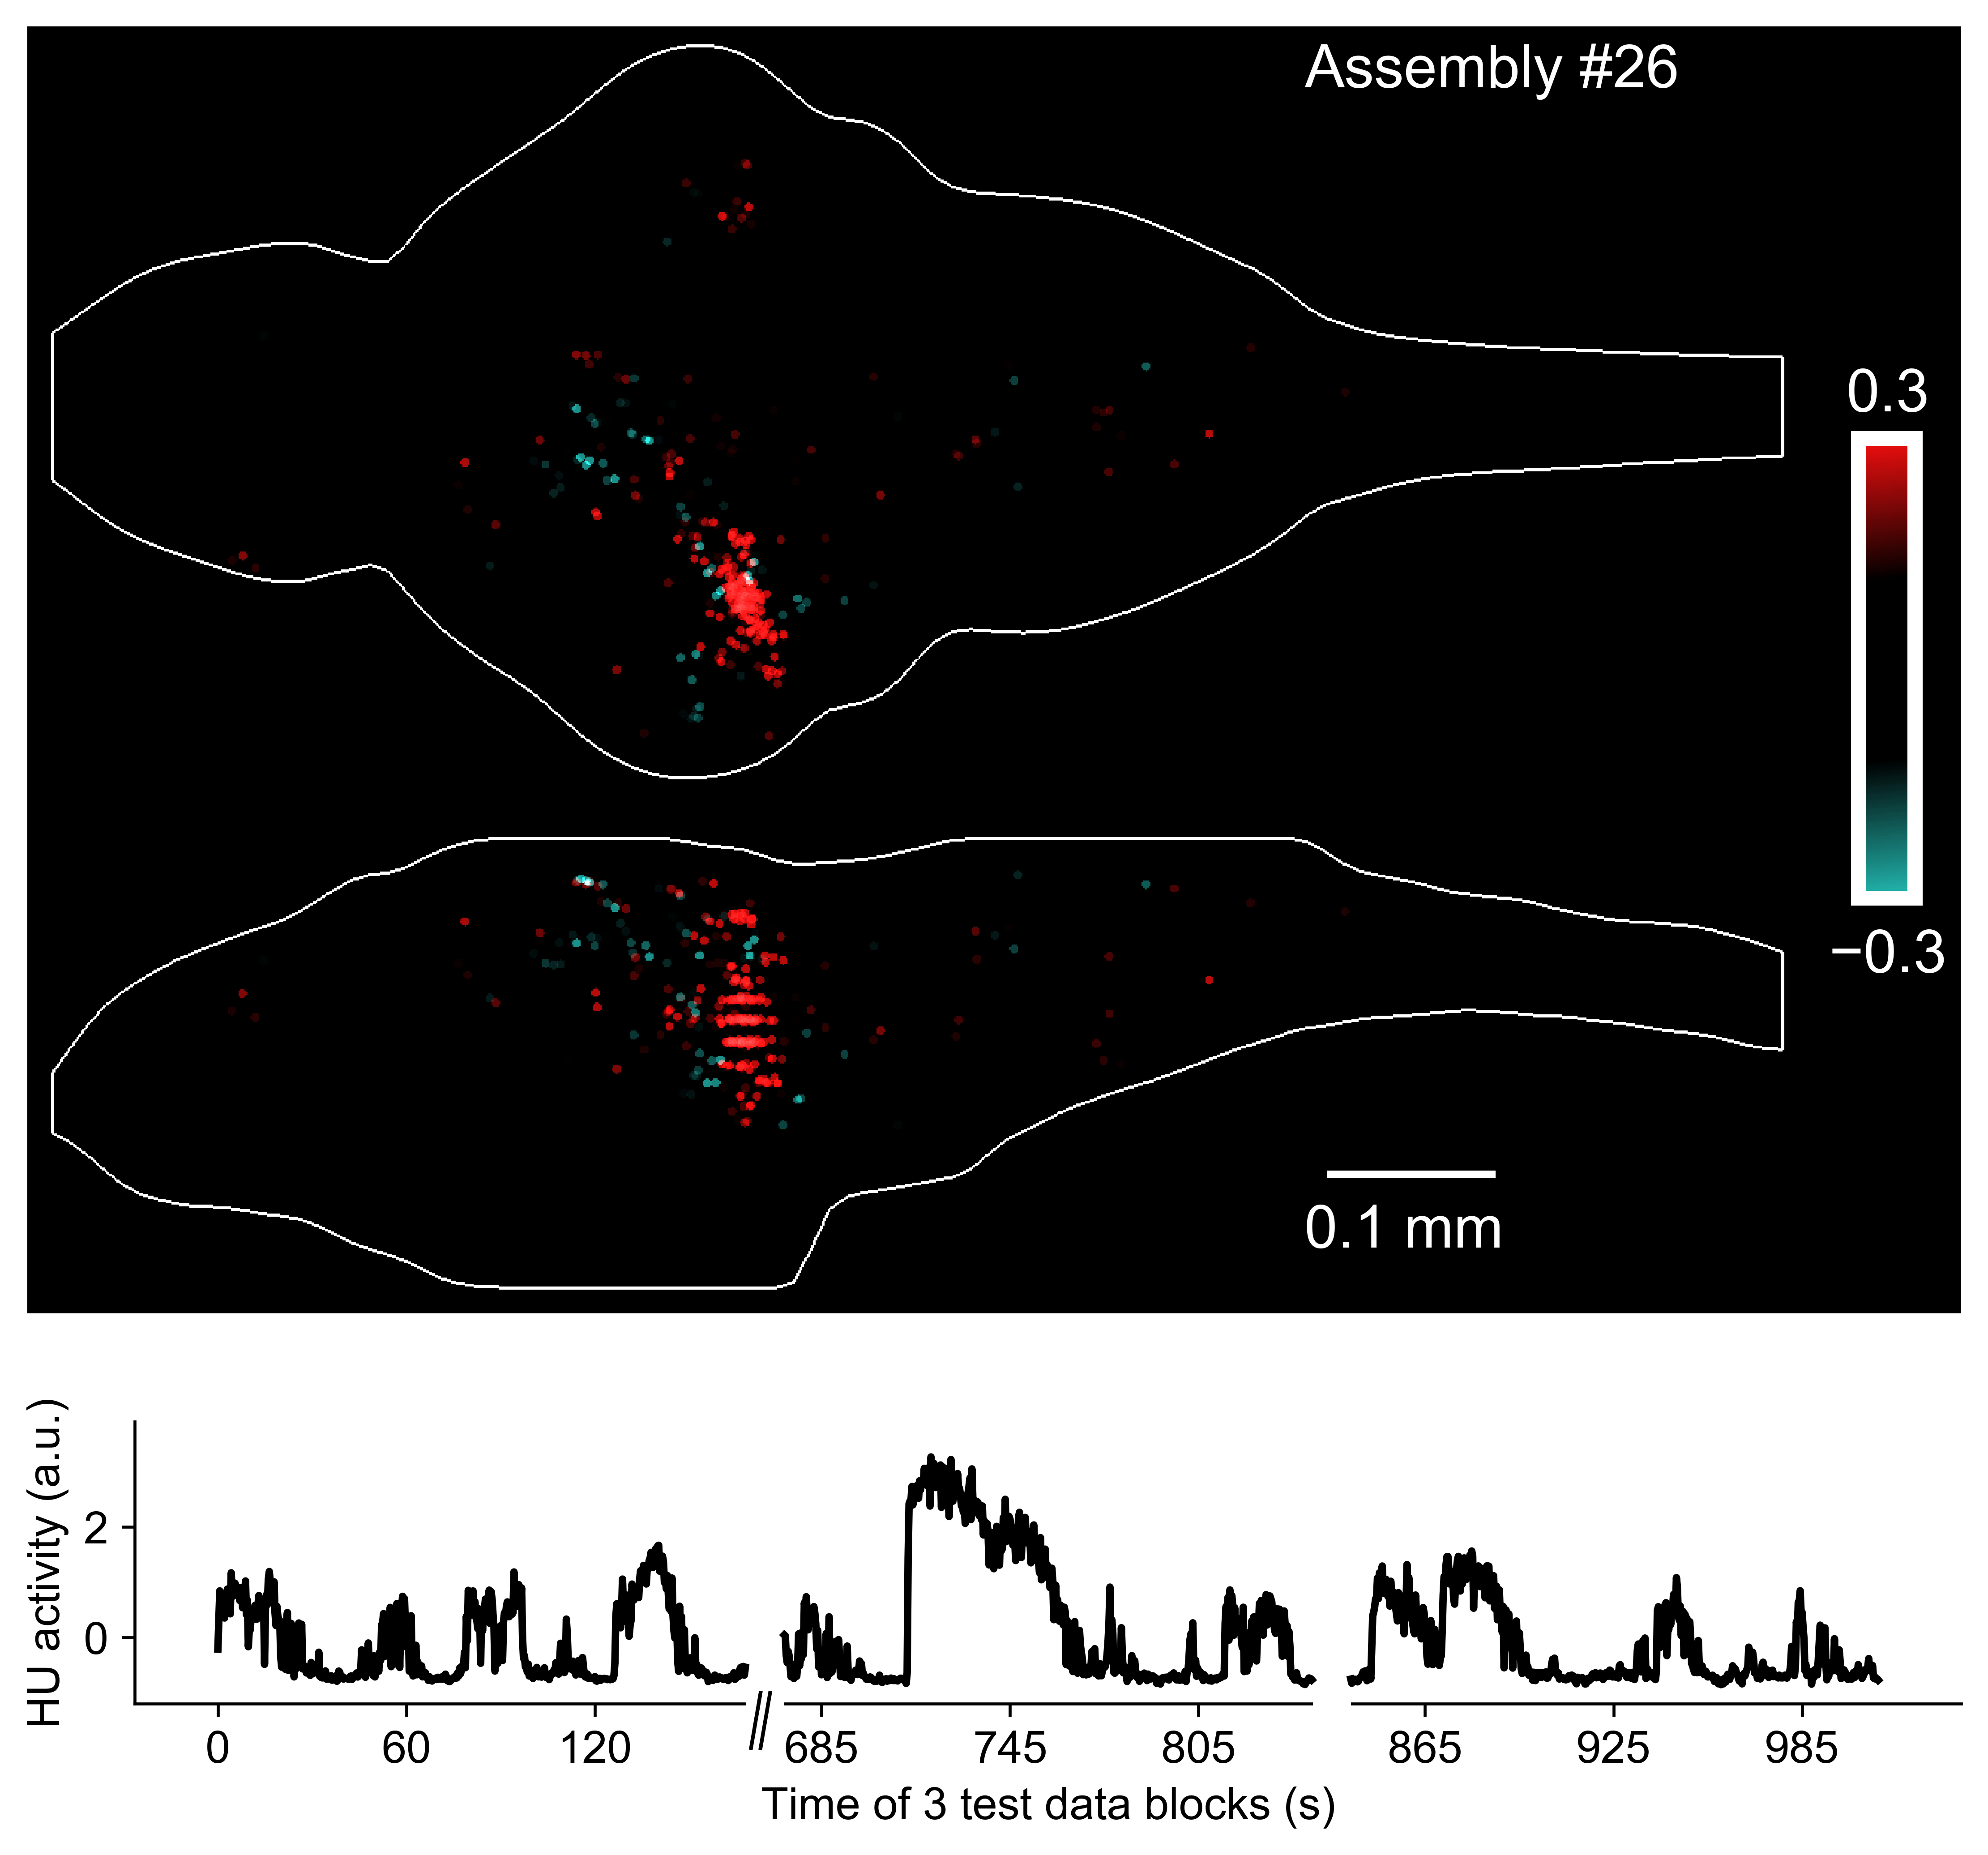 Assembly #26
0.3
−0.3
0.1 mm
HU activity (a.u.)
2
0
0 60 120 685 745 805 865 925 985
Time of 3 test data blocks (s)